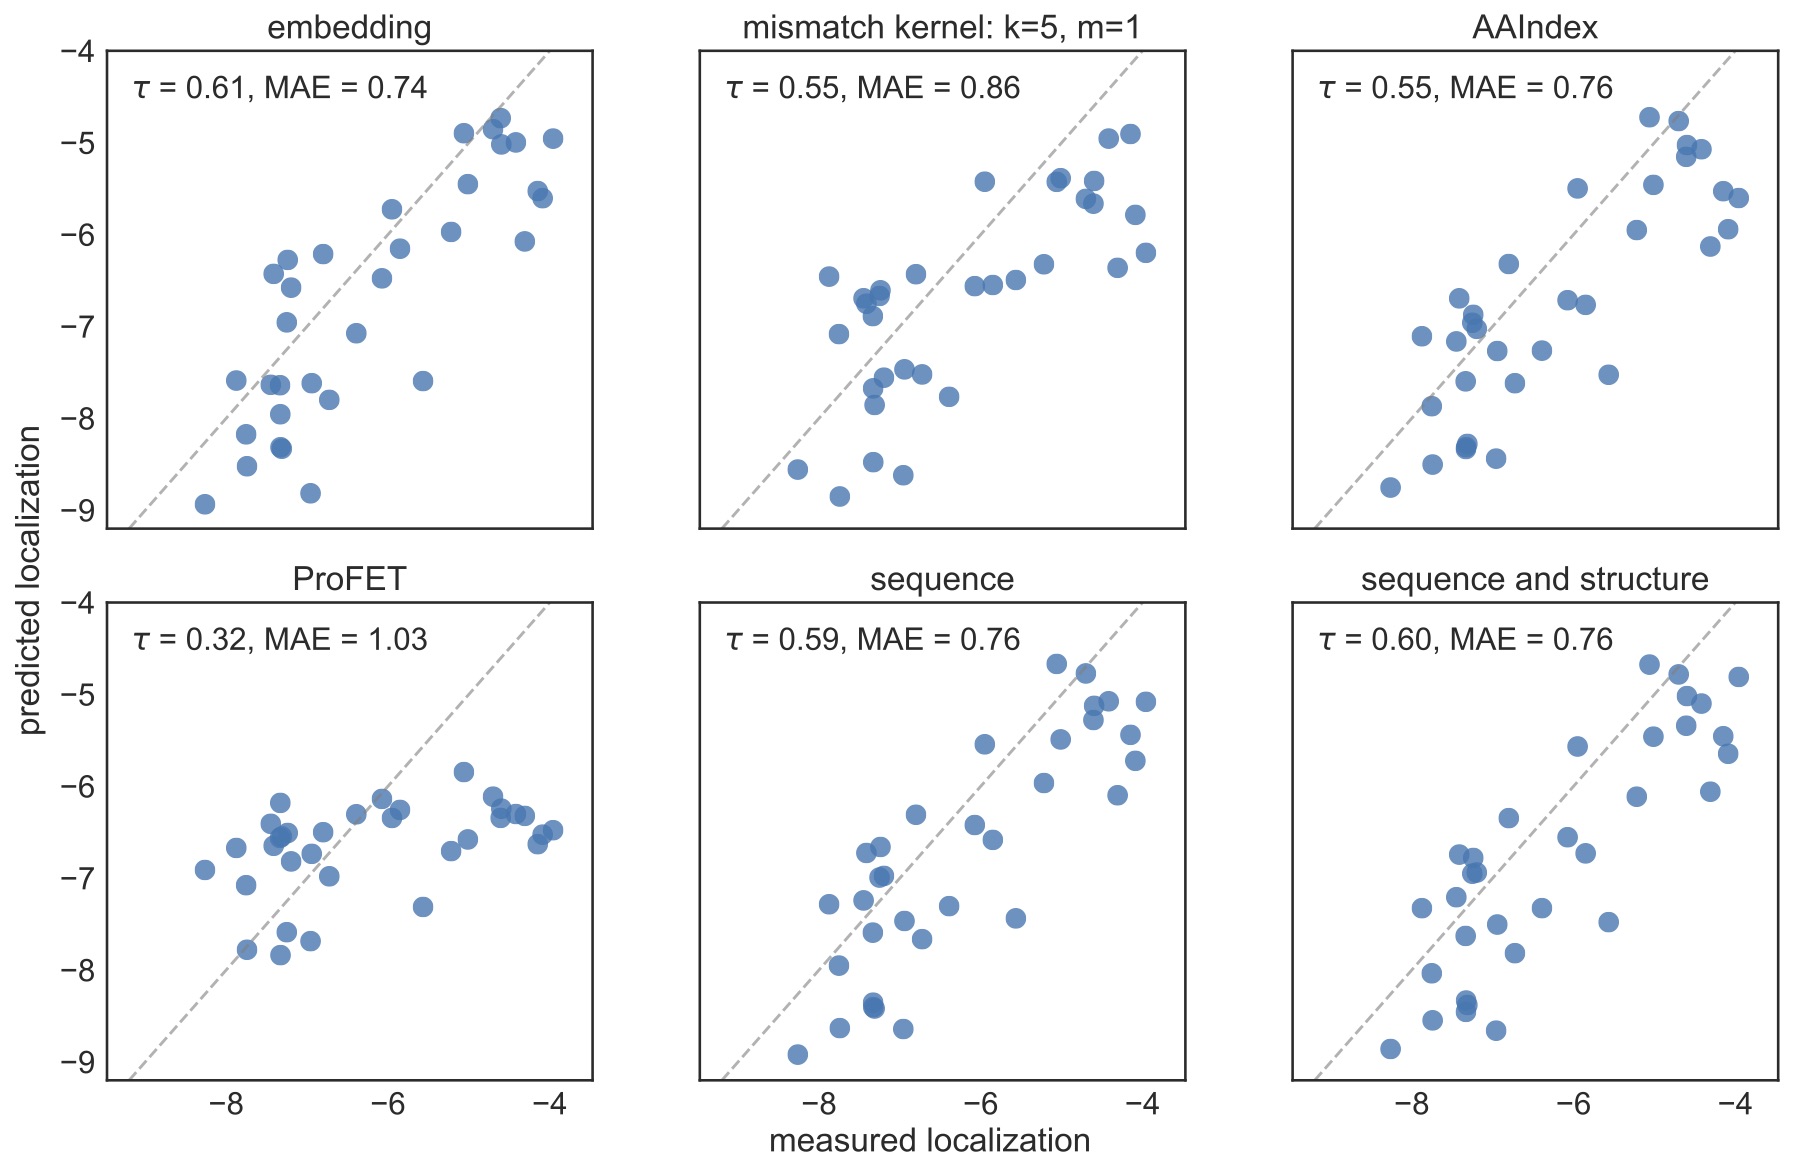 embedding
mismatch kernel: k=5, m=1
AAIndex
−4
−5
−6
−7
−8
−9
τ = 0.61, MAE = 0.74
τ = 0.55, MAE = 0.86
τ = 0.55, MAE = 0.76
predicted localization
ProFET
sequence
sequence and structure
−4
−5
−6
−7
−8
−9
τ = 0.32, MAE = 1.03
τ = 0.59, MAE = 0.76
τ = 0.60, MAE = 0.76
−8 −6 −4
−8 −6 −4
−8 −6 −4
measured localization